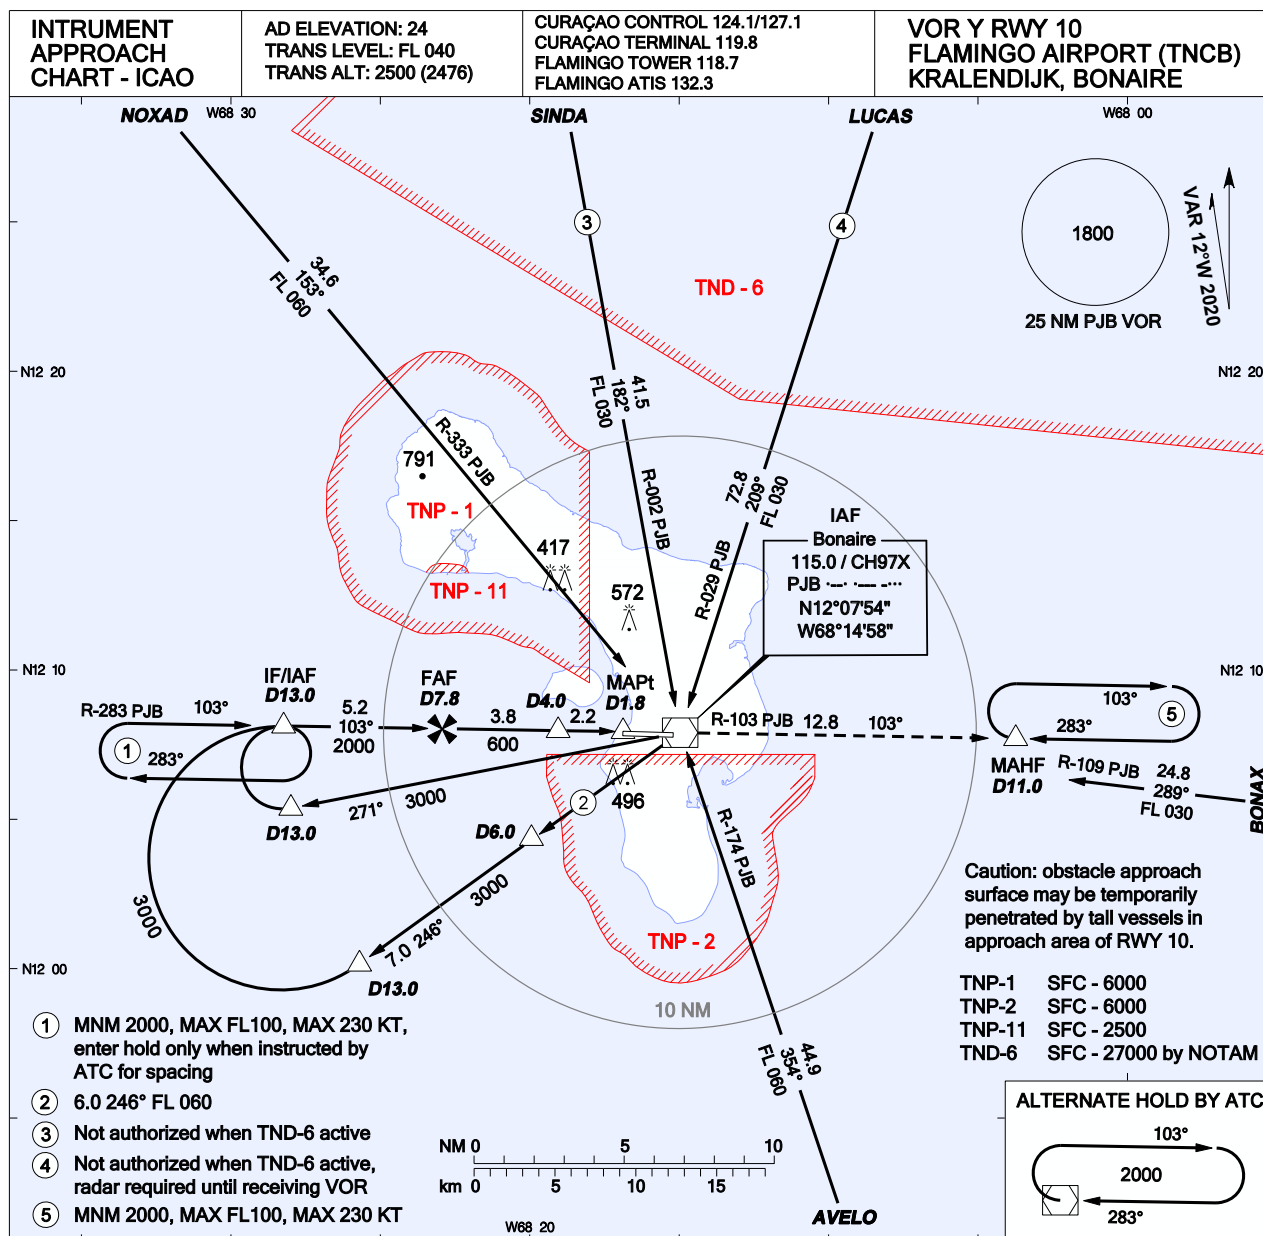 INTRUMENT
APPROACH
CHART - ICAO
AD ELEVATION: 24
TRANS LEVEL: FL 040
TRANS ALT: 2500 (2476)
CURAÇAO CONTROL 124.1/127.1
CURAÇAO TERMINAL 119.8
FLAMINGO TOWER 118.7
FLAMINGO ATIS 132.3
VOR Y RWY 10
FLAMINGO AIRPORT (TNCB)
KRALENDIJK, BONAIRE
NOXAD
W68 30
SINDA
LUCAS
W68 00
3
4
1800
VAR 12°W 2020
25 NM PJB VOR
TND - 6
34.6
153°
FL 060
N12 20
N12 20
41.5
182°
FL 030
R-333 PJB
791
TNP - 1
R-002 PJB
72.8
209°
FL 030
R-029 PJB
IAF
Bonaire
115.0 / CH97X
PJB ·--· ·--- -···
N12°07'54"
W68°14'58"
417
TNP - 11
572
N12 10
N12 10
IF/IAF
D13.0
FAF
D7.8
MAPt
D1.8
D4.0
R-283 PJB
103°
5.2
103°
2000
3.8
600
2.2
R-103 PJB
12.8
103°
103°
283°
5
1
283°
MAHF
D11.0
R-109 PJB
24.8
289°
FL 030
BONAX
D13.0
271°
3000
2
496
D6.0
R-174 PJB
3000
3000
7.0 246°
D13.0
TNP - 2
10 NM
Caution: obstacle approach
surface may be temporarily
penetrated by tall vessels in
approach area of RWY 10.
N12 00
TNP-1 SFC - 6000
TNP-2 SFC - 6000
TNP-11 SFC - 2500
TND-6 SFC - 27000 by NOTAM
44.9
354°
FL 060
1 MNM 2000, MAX FL100, MAX 230 KT,
enter hold only when instructed by
ATC for spacing
2 6.0 246° FL 060
3 Not authorized when TND-6 active
4 Not authorized when TND-6 active,
radar required until receiving VOR
5 MNM 2000, MAX FL100, MAX 230 KT
NM 0 5 10
km 0 5 10 15
W68 20
AVELO
ALTERNATE HOLD BY ATC
103°
2000
283°